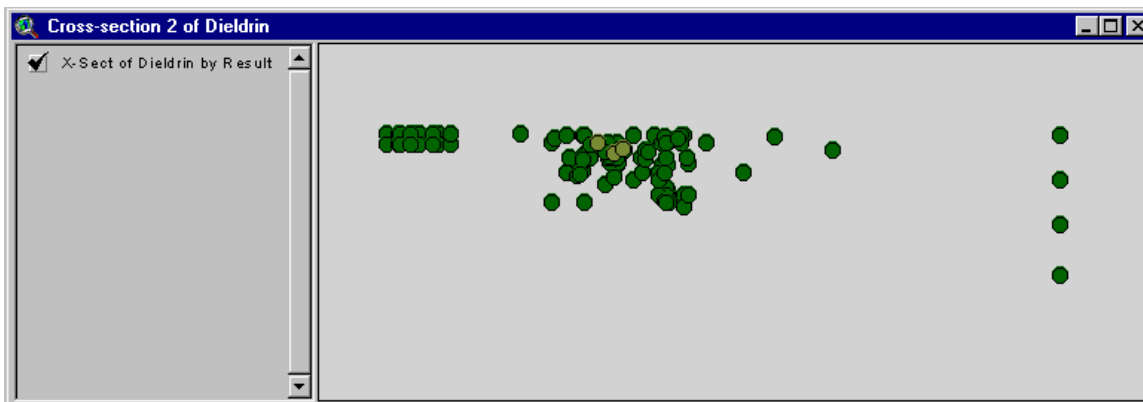 Cross-section 2 of Dieldrin
X-Sect of Dieldrin by Result